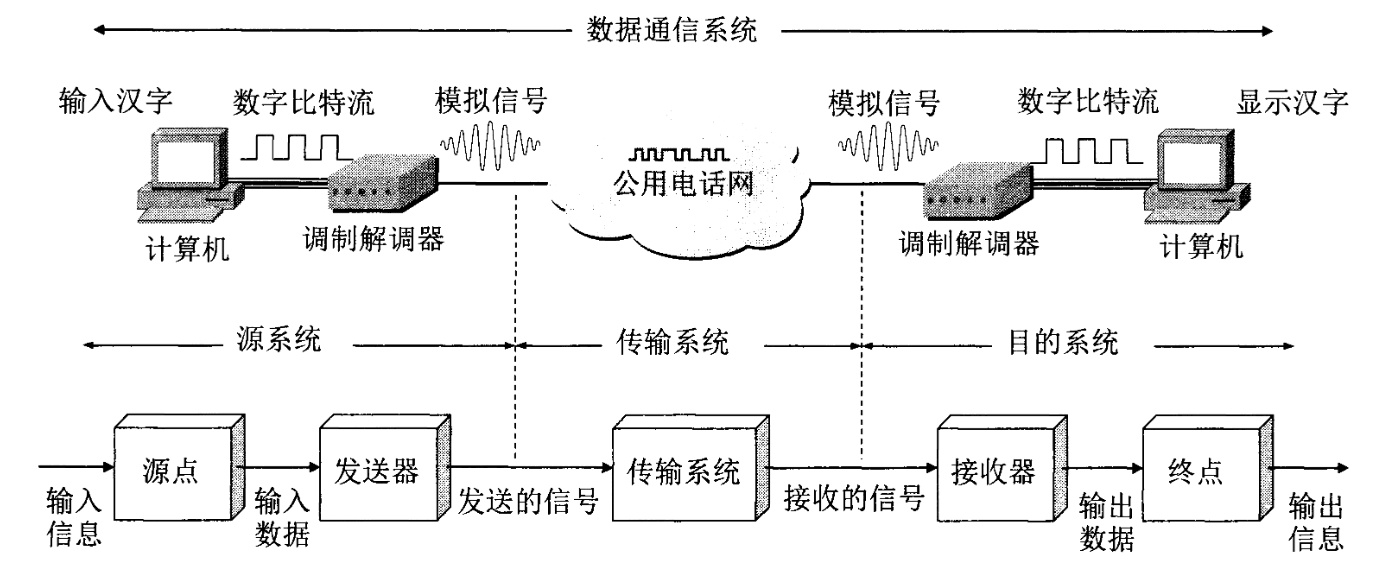 数据通信系统
输入汉字
数字比特流
模拟信号
模拟信号
数字比特流
显示汉字
公用电话网
计算机
调制解调器
调制解调器
计算机
源系统
传输系统
目的系统
源点
发送器
传输系统
接收器
终点
输入
信息
输入
数据
发送的信号
接收的信号
输出
数据
输出
信息